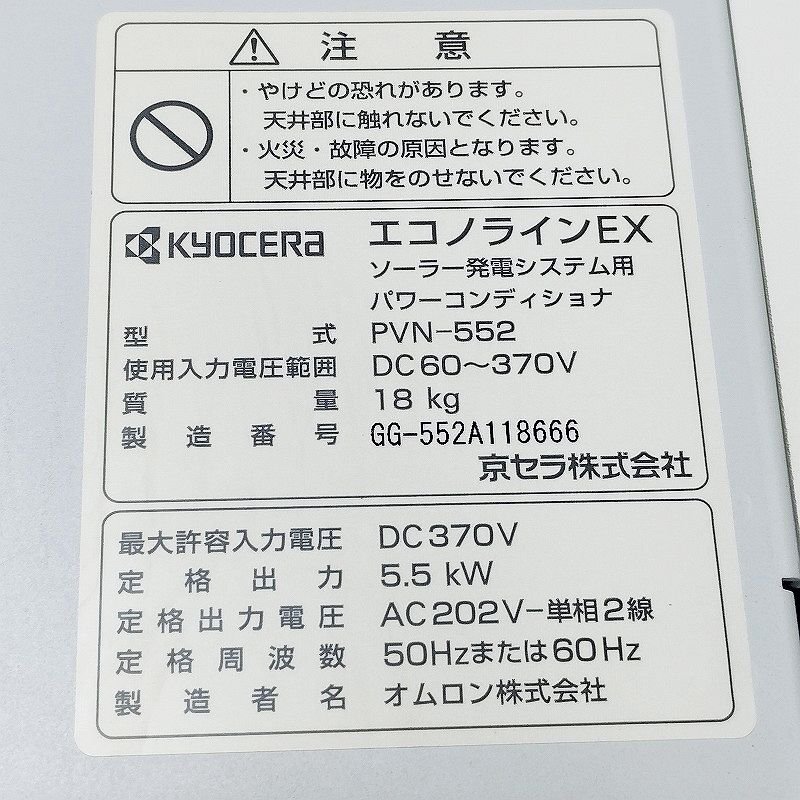 注意
・やけどの恐れがあります。
天井部に触れないでください。
・火災・故障の原因となります。
天井部に物をのせないでください。
KYOCERA エコノラインEX
ソーラー発電システム用
パワーコンディショナ
型式 PVN-552
使用入力電圧範囲 DC60～370V
質量 18 kg
製造番号 GG-552A118666
京セラ株式会社
最大許容入力電圧 DC370V
定格出力 5.5 kW
定格出力電圧 AC202V-単相2線
定格周波数 50Hzまたは60Hz
製造者名 オムロン株式会社